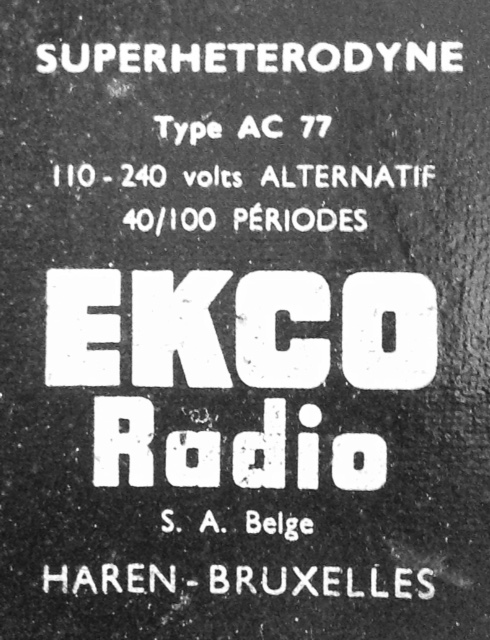 SUPERHETERODYNE
Type AC 77
110-240 volts ALTERNATIF
40/100 PÉRIODES
EKCO
Radio
S. A. Belge
HAREN-BRUXELLES